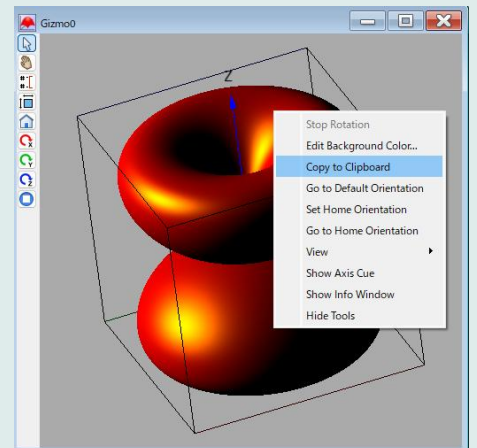 Gizmo0
Z
Stop Rotation
Edit Background Color...
Copy to Clipboard
Go to Default Orientation
Set Home Orientation
Go to Home Orientation
View
Show Axis Cue
Show Info Window
Hide Tools